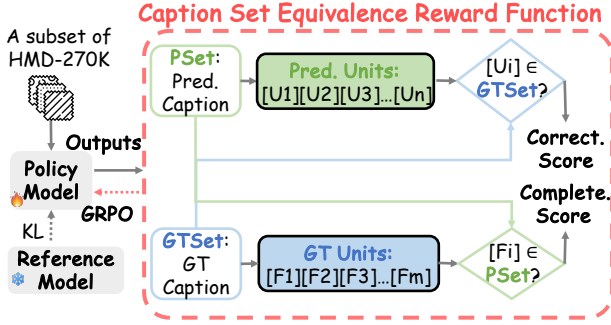 Caption Set Equivalence Reward Function
A subset of
HMD-270K
Outputs
Policy
Model
GRPO
KL
Reference
Model
PSet:
Pred.
Caption
Pred. Units:
[U1][U2][U3]...[Un]
[Ui] ∈
GTSet?
Correct.
Score
Complete.
Score
GTSet:
GT
Caption
GT Units:
[F1][F2][F3]...[Fm]
[Fi] ∈
PSet?